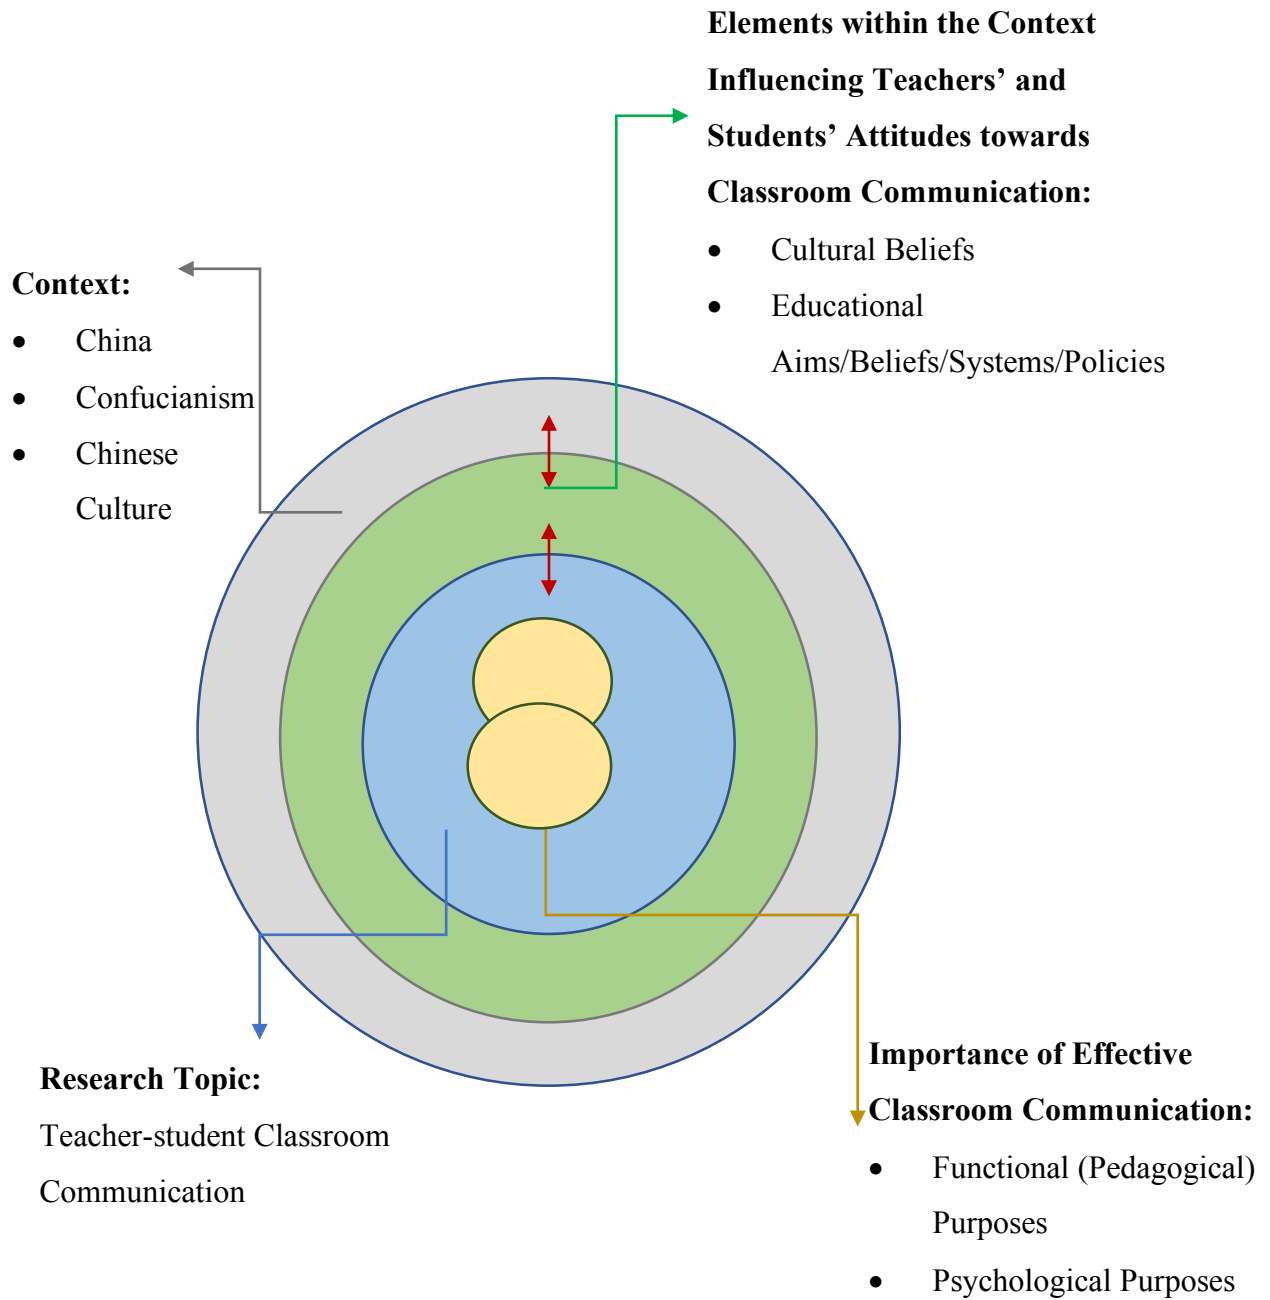 Elements within the Context
Influencing Teachers’ and
Students’ Attitudes towards
Classroom Communication:
• Cultural Beliefs
• Educational
Aims/Beliefs/Systems/Policies
Context:
• China
• Confucianism
• Chinese
Culture
Research Topic:
Teacher-student Classroom
Communication
Importance of Effective
Classroom Communication:
• Functional (Pedagogical)
Purposes
• Psychological Purposes